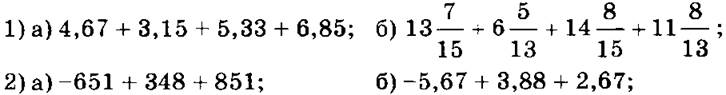 1) а) 4,67 + 3,15 + 5,33 + 6,85; б) 13 7/15 + 6 5/13 + 14 8/15 + 11 8/13;
2) а) –651 + 348 + 851; б) –5,67 + 3,88 + 2,67;